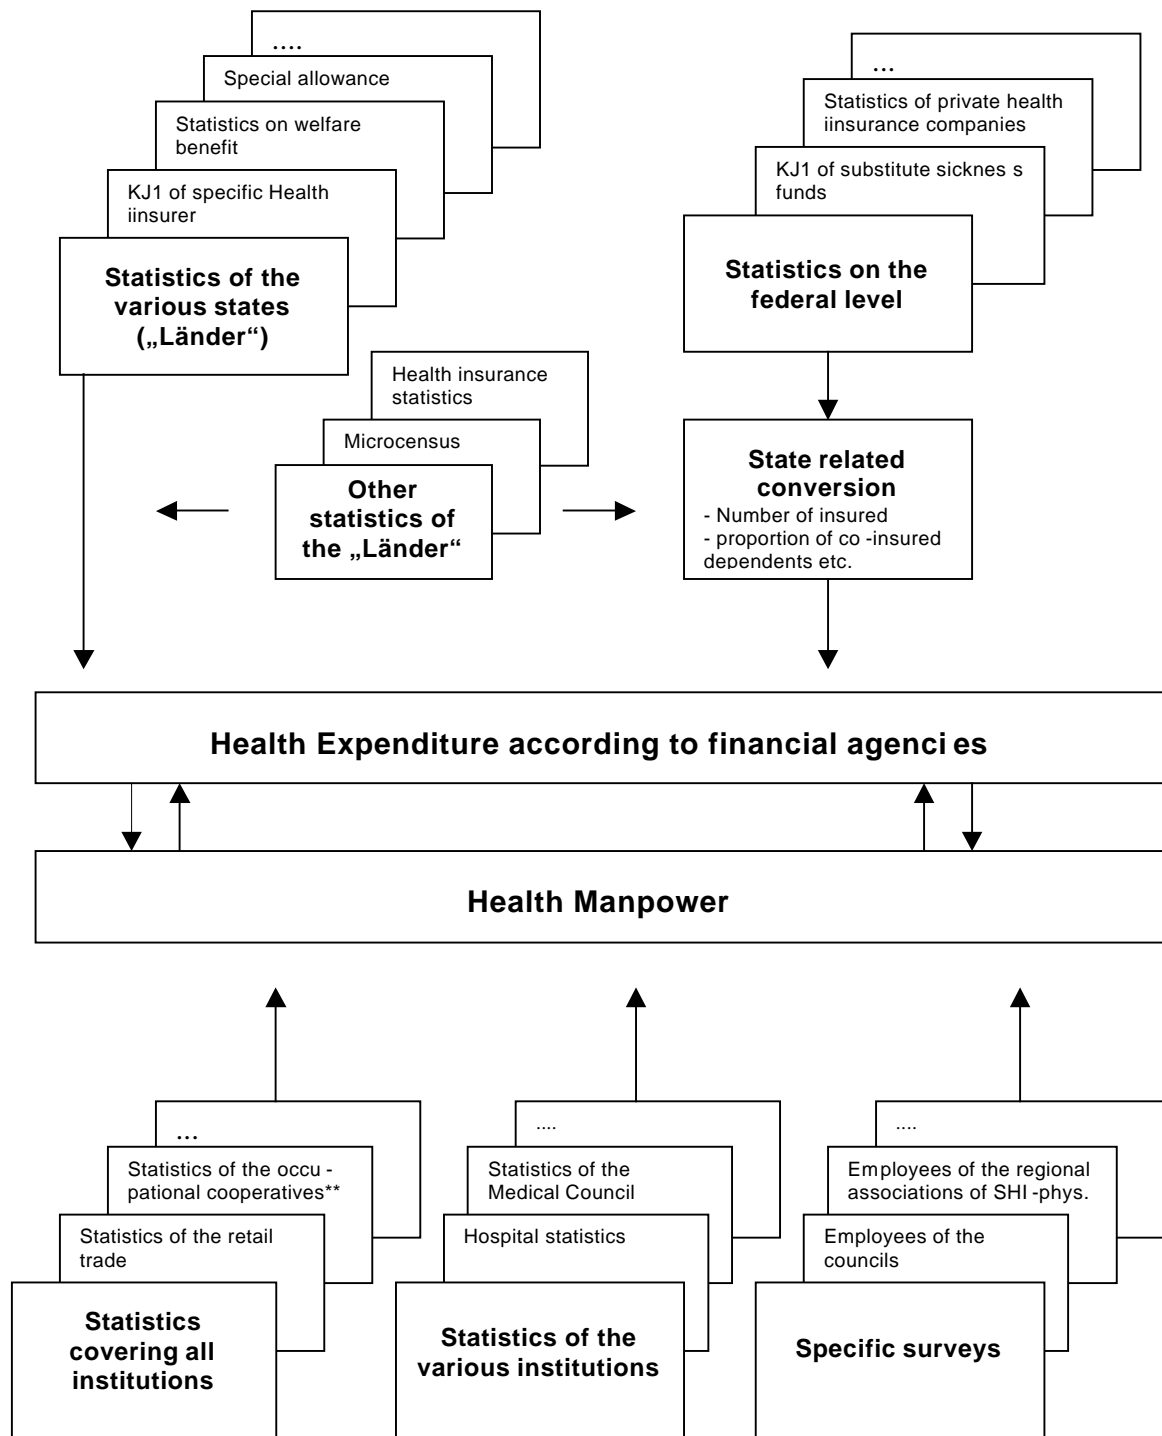 ....
Special allowance
Statistics on welfare
benefit
KJ1 of specific Health
iinsurer
Statistics of the
various states
(„Länder“)
...
Statistics of private health
iinsurance companies
KJ1 of substitute sicknes s
funds
Statistics on the
federal level
Health insurance
statistics
Microcensus
Other
statistics of
the „Länder“
State related
conversion
- Number of insured
- proportion of co -insured
dependents etc.
Health Expenditure according to financial agenci es
Health Manpower
...
Statistics of the occu -
pational cooperatives**
Statistics of the retail
trade
Statistics
covering all
institutions
....
Statistics of the
Medical Council
Hospital statistics
Statistics of the
various institutions
....
Employees of the regional
associations of SHI -phys.
Employees of the
councils
Specific surveys